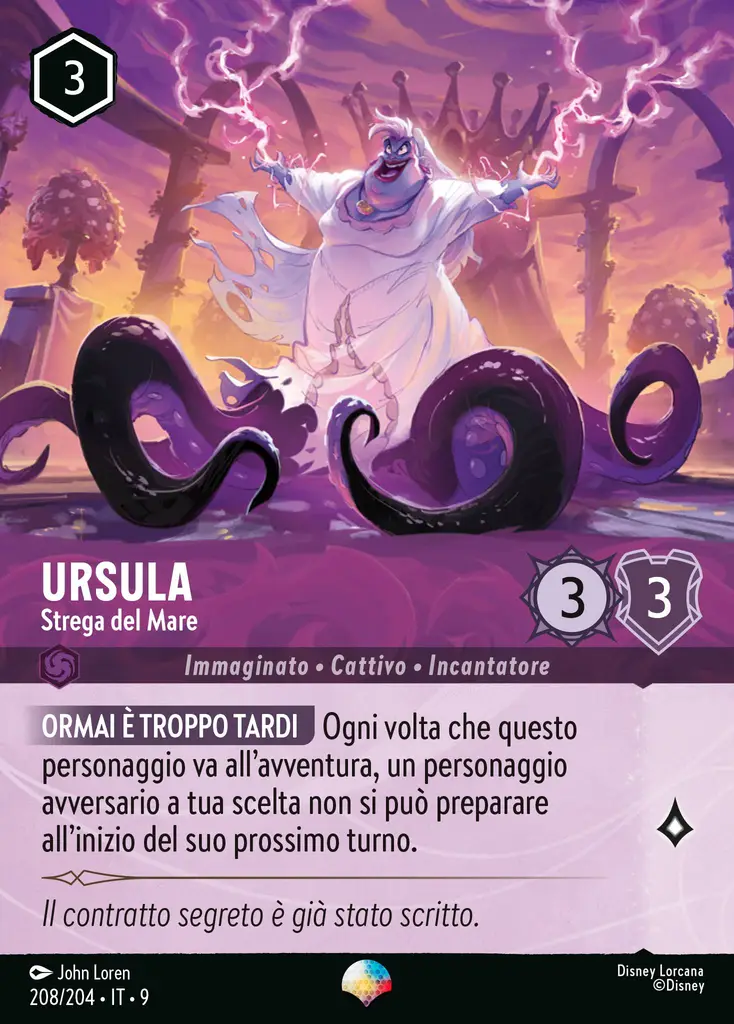 3
URSULA
Strega del Mare
3
3
Immaginato • Cattivo • Incantatore
ORMAI È TROPPO TARDI Ogni volta che questo
personaggio va all’avventura, un personaggio
avversario a tua scelta non si può preparare
all’inizio del suo prossimo turno.
Il contratto segreto è già stato scritto.
John Loren
208/204 • IT • 9
Disney Lorcana
©Disney